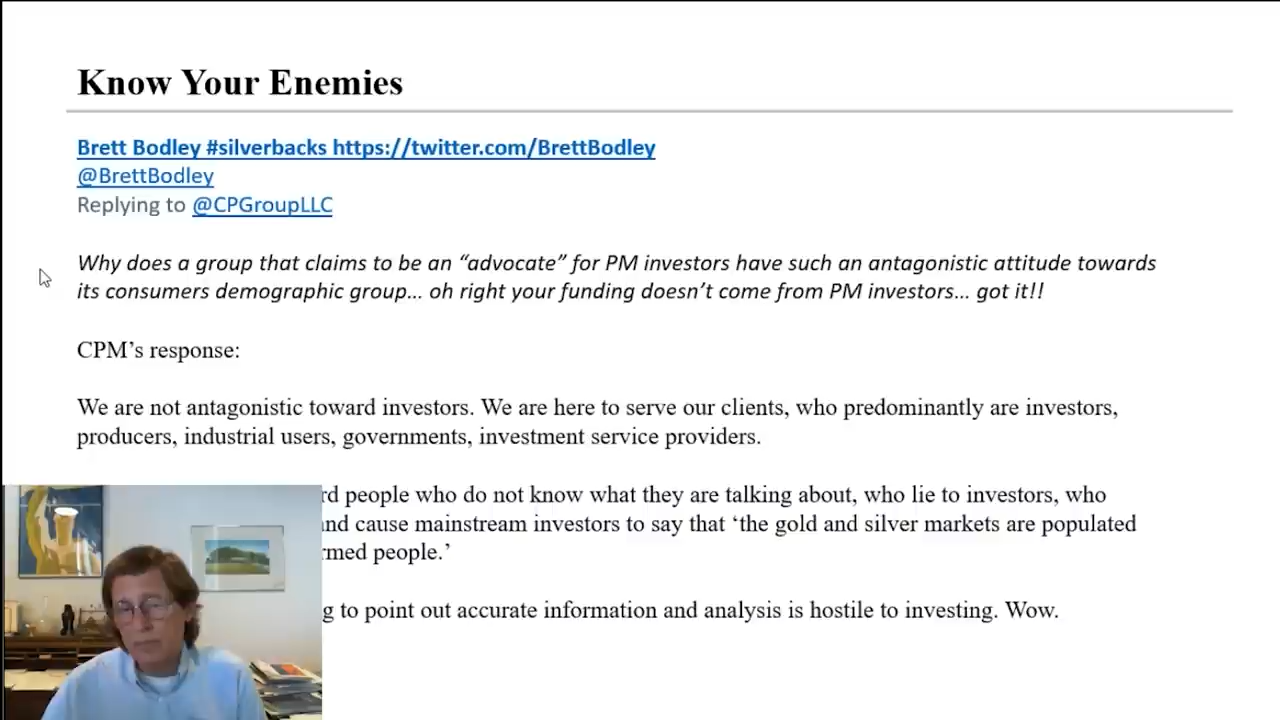 Know Your Enemies
Brett Bodley #silverbacks https://twitter.com/BrettBodley
@BrettBodley
Replying to @CPGroupLLC
Why does a group that claims to be an “advocate” for PM investors have such an antagonistic attitude towards
its consumers demographic group… oh right your funding doesn’t come from PM investors… got it!!
CPM’s response:
We are not antagonistic toward investors. We are here to serve our clients, who predominantly are investors,
producers, industrial users, governments, investment service providers.
people who do not know what they are talking about, who lie to investors, who
and cause mainstream investors to say that ‘the gold and silver markets are populated
people.’
to point out accurate information and analysis is hostile to investing. Wow.